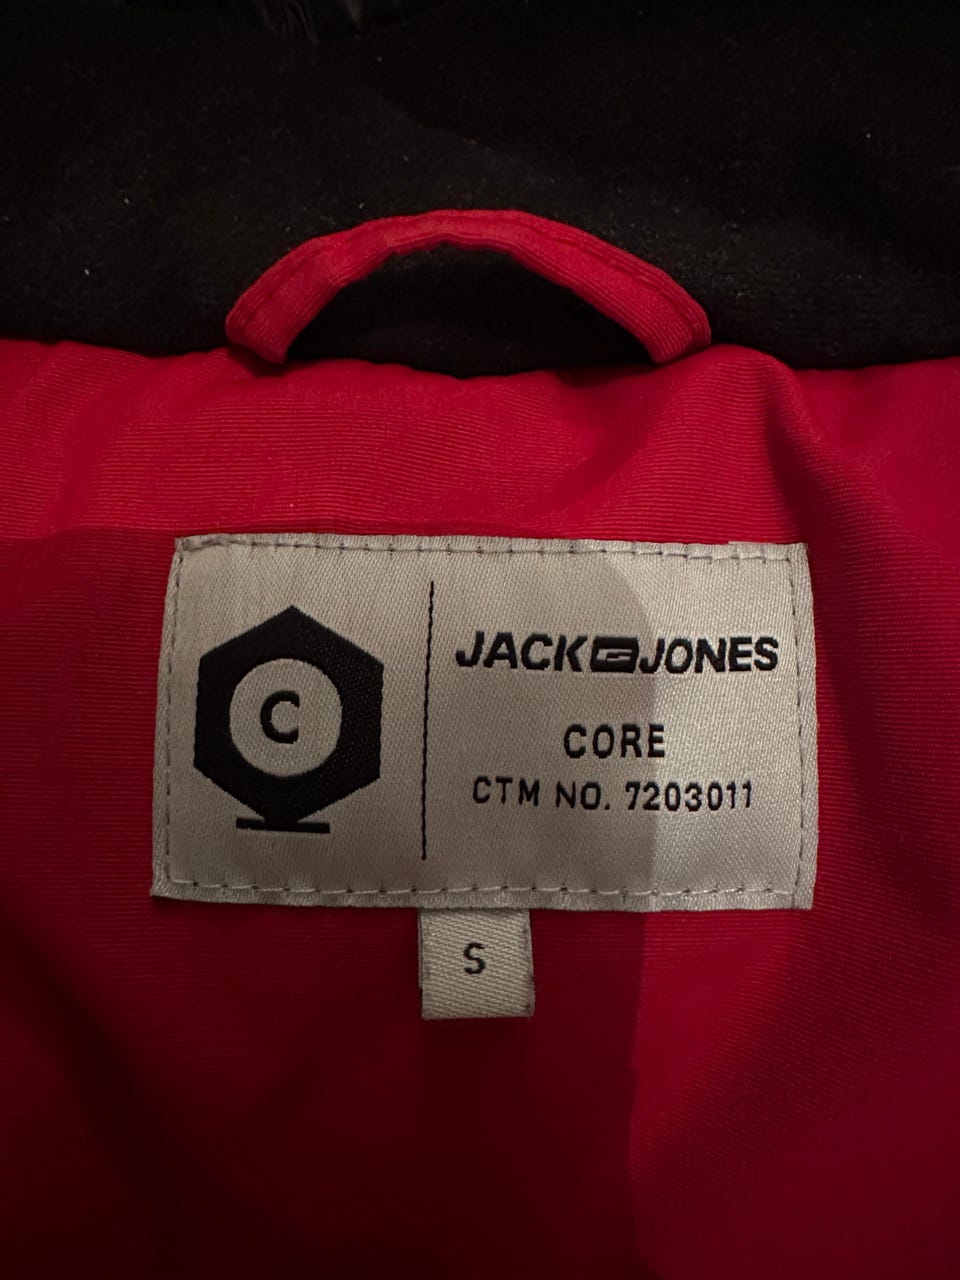 C
JACK JONES
CORE
CTM NO. 7203011
S